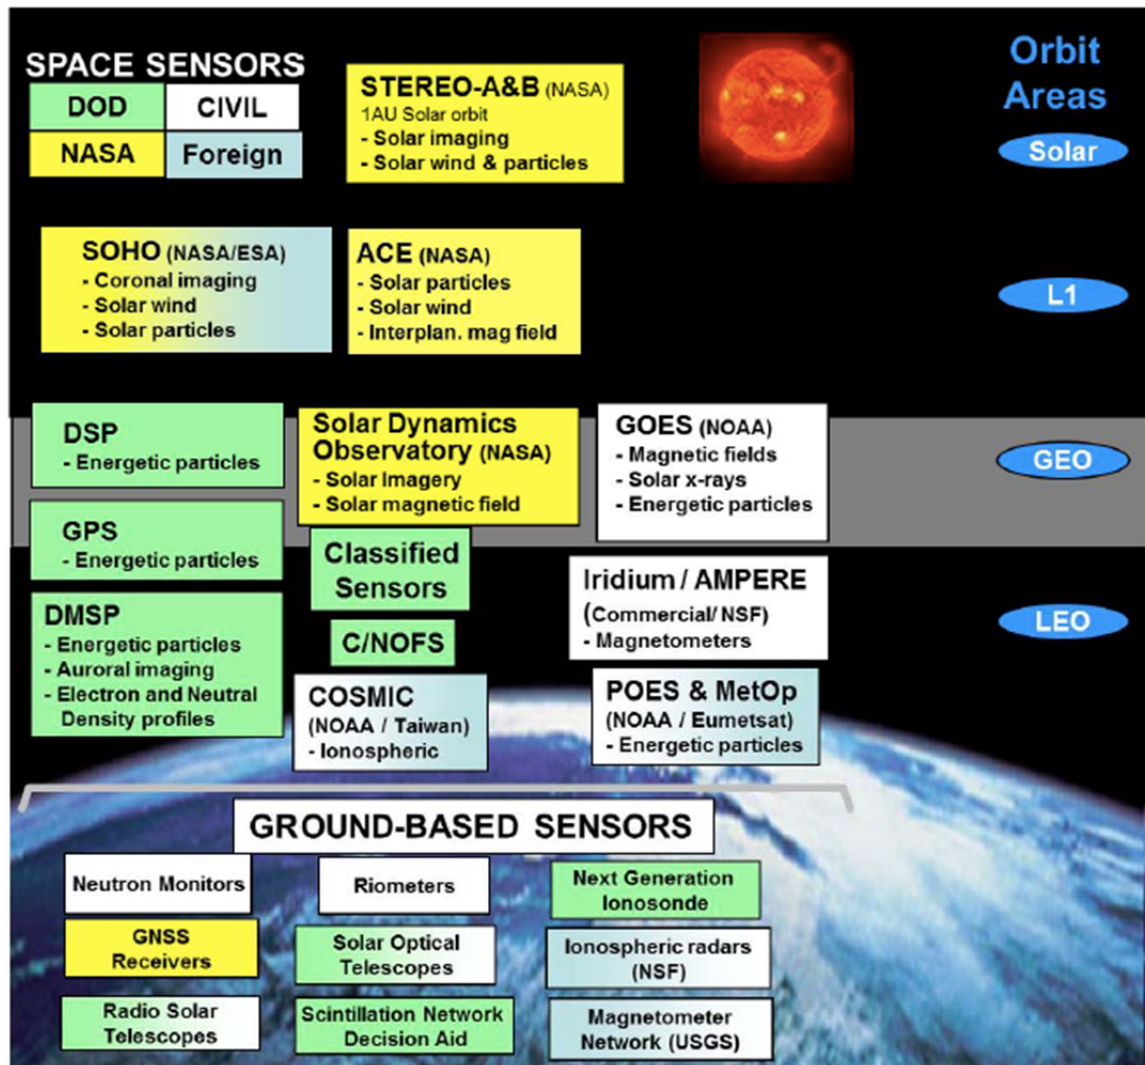 SPACE SENSORS
DOD
CIVIL
NASA
Foreign
STEREO-A&B (NASA)
1AU Solar orbit
- Solar imaging
- Solar wind & particles
Orbit
Areas
Solar
SOHO (NASA/ESA)
- Coronal imaging
- Solar wind
- Solar particles
ACE (NASA)
- Solar particles
- Solar wind
- Interplan. mag field
L1
DSP
- Energetic particles
Solar Dynamics
Observatory (NASA)
- Solar Imagery
- Solar magnetic field
GOES (NOAA)
- Magnetic fields
- Solar x-rays
- Energetic particles
GEO
GPS
- Energetic particles
Classified
Sensors
Iridium / AMPERE
(Commercial/ NSF)
- Magnetometers
LEO
DMSP
- Energetic particles
- Auroral imaging
- Electron and Neutral
Density profiles
C/NOFS
COSMIC
(NOAA / Taiwan)
- Ionospheric
POES & MetOp
(NOAA / Eumetsat)
- Energetic particles
GROUND-BASED SENSORS
Neutron Monitors
Riometers
Next Generation
Ionosonde
GNSS
Receivers
Solar Optical
Telescopes
Ionospheric radars
(NSF)
Radio Solar
Telescopes
Scintillation Network
Decision Aid
Magnetometer
Network (USGS)